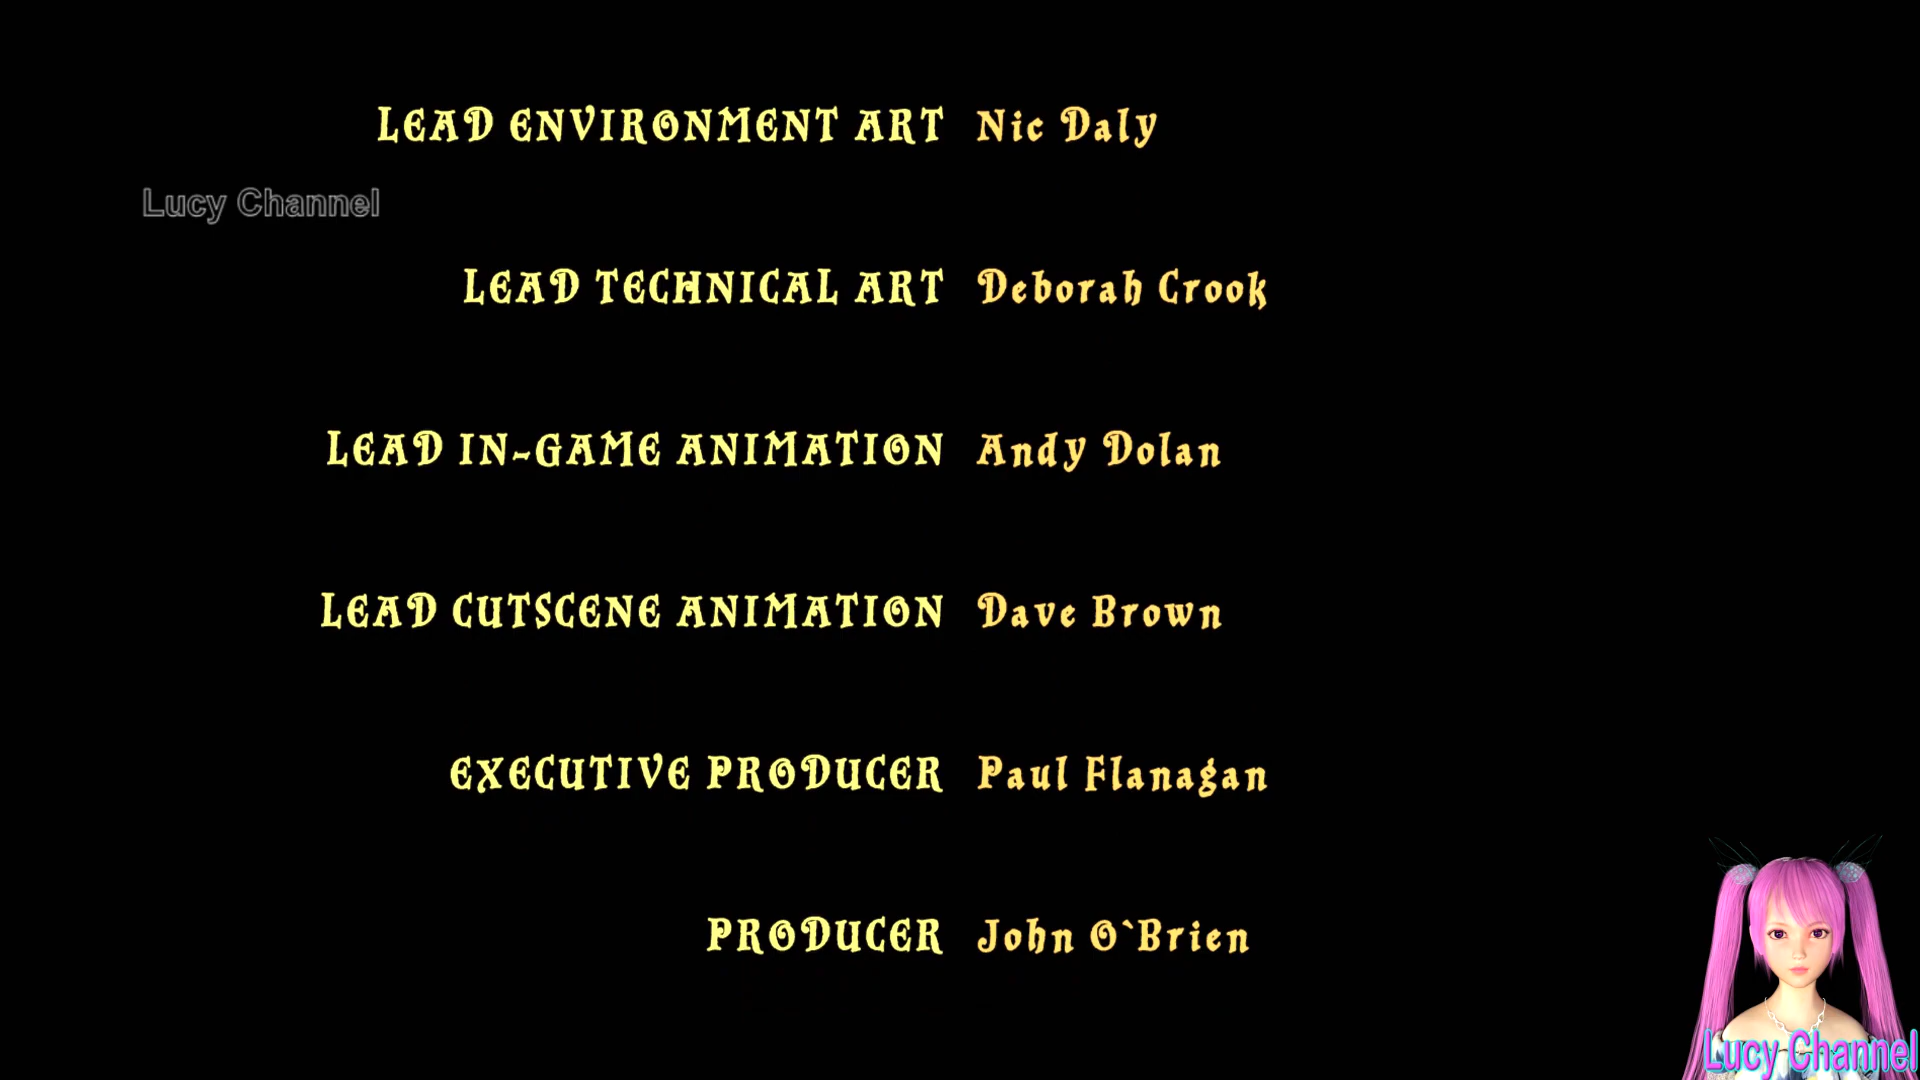 LEAD ENVIRONMENT ART Nic Daly
Lucy Channel
LEAD TECHNICAL ART Deborah Crook
LEAD IN-GAME ANIMATION Andy Dolan
LEAD CUTSCENE ANIMATION Dave Brown
EXECUTIVE PRODUCER Paul Flanagan
PRODUCER John O`Brien
Lucy Channel